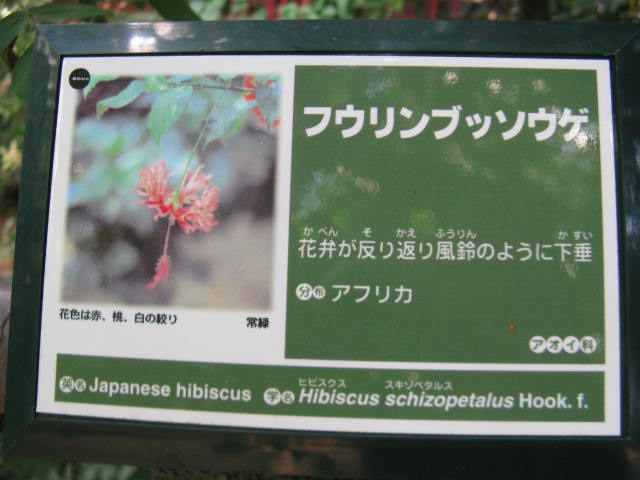 フウリンブッソウゲ
かべん そ かえ ふうりん かすい
花弁が反り返り風鈴のように下垂
分布 アフリカ
アオイ科
花色は赤、桃、白の絞り 常緑
ヒビスクス スキゾペタルス
英名 Japanese hibiscus 学名 Hibiscus schizopetalus Hook. f.